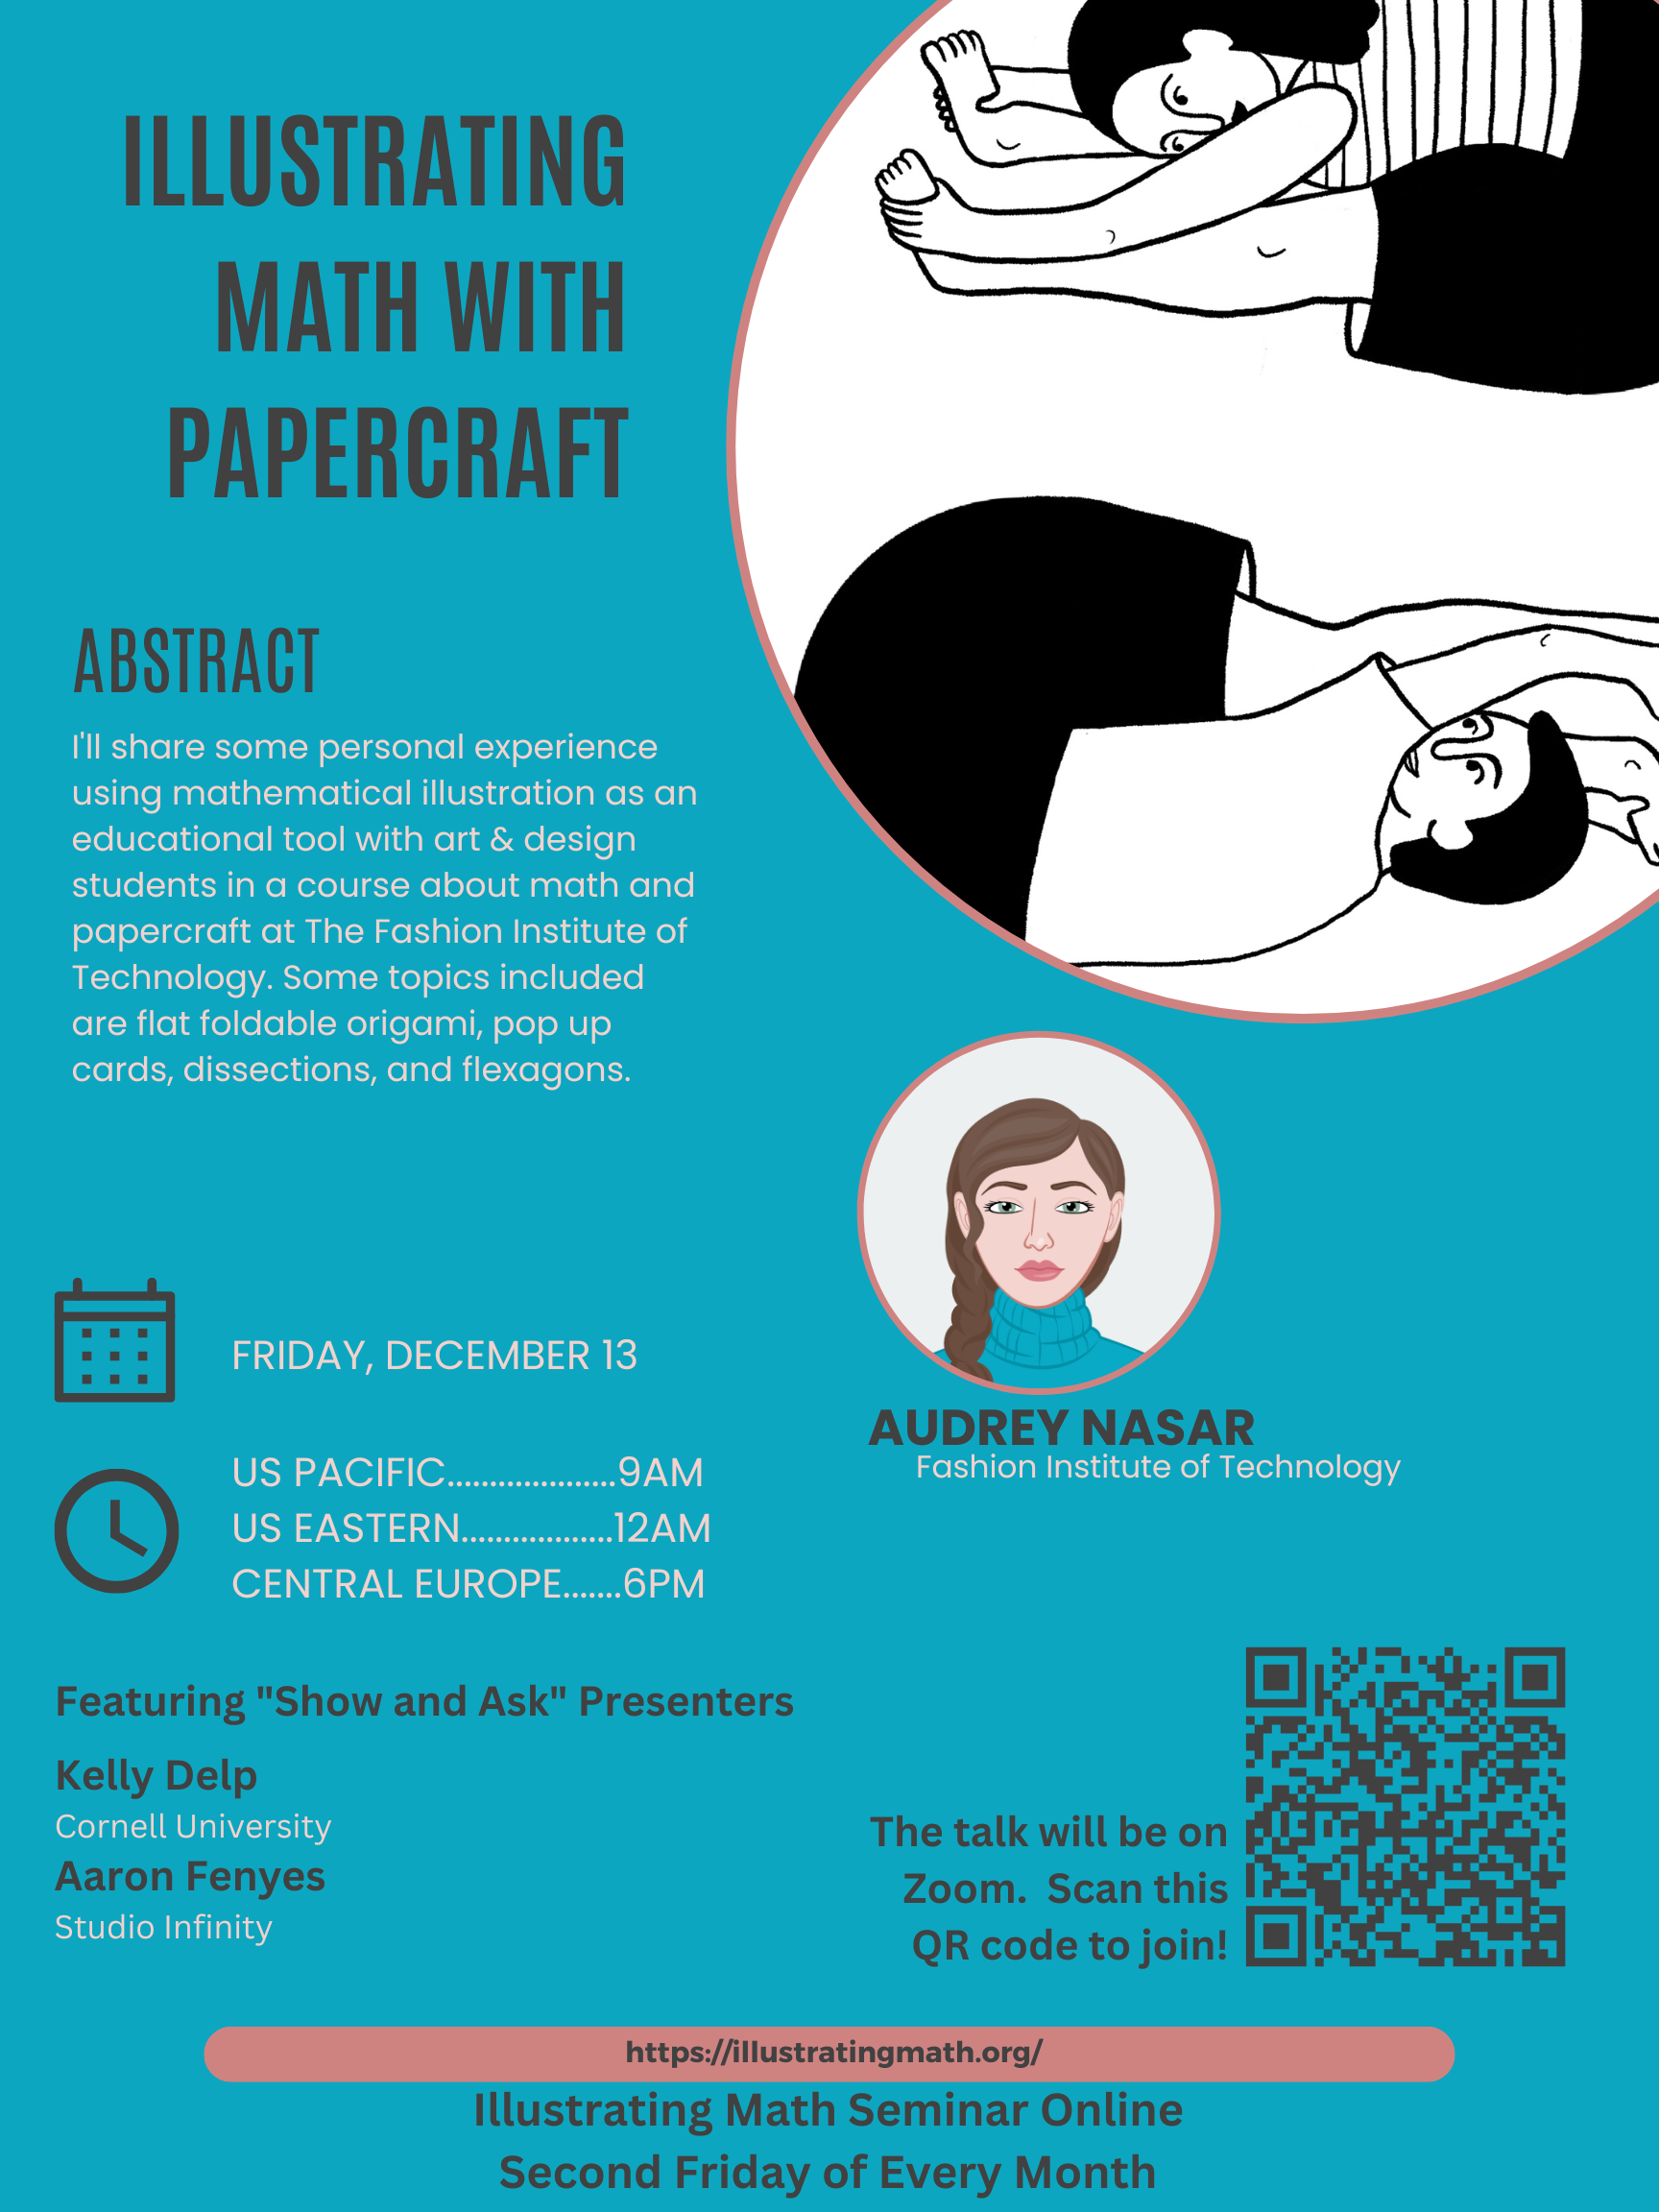 ILLUSTRATING
MATH WITH
PAPERCRAFT
ABSTRACT
I'll share some personal experience
using mathematical illustration as an
educational tool with art & design
students in a course about math and
papercraft at The Fashion Institute of
Technology. Some topics included
are flat foldable origami, pop up
cards, dissections, and flexagons.
FRIDAY, DECEMBER 13
US PACIFIC....................9AM
US EASTERN..................12AM
CENTRAL EUROPE.......6PM
AUDREY NASAR
Fashion Institute of Technology
Featuring "Show and Ask" Presenters
Kelly Delp
Cornell University
Aaron Fenyes
Studio Infinity
The talk will be on
Zoom.  Scan this
QR code to join!
https://illustratingmath.org/
Illustrating Math Seminar Online
Second Friday of Every Month